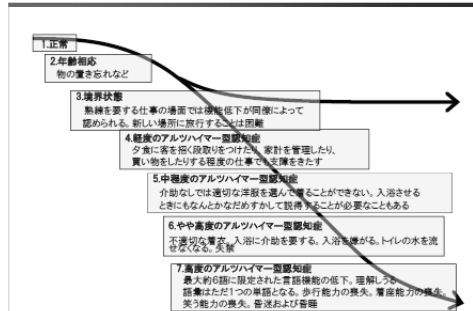 1.正常
2.年齢相応
物の置き忘れなど
3.境界状態
熟練を要する仕事の場面では機能低下が同僚によって
認められる。新しい場所に旅行することは困難
4.軽度のアルツハイマー型認知症
夕食に客を招く段取りをつけたり、家計を管理したり、
買い物をしたりする程度の仕事でも支障をきたす
5.中程度のアルツハイマー型認知症
介助なしでは適切な洋服を選んで着ることができない。入浴させる
ときにもなんとかなだめすかして説得することが必要なこともある
6.やや高度のアルツハイマー型認知症
不適切な着衣。入浴に介助を要する。入浴を嫌がる。トイレの水を流
せなくなる。失禁
7.高度のアルツハイマー型認知症
最大約6語に限定された言語機能の低下。理解しうる
語彙はただ1つの単語となる。歩行能力の喪失。着座能力の喪失。
笑う能力の喪失。昏迷および昏睡